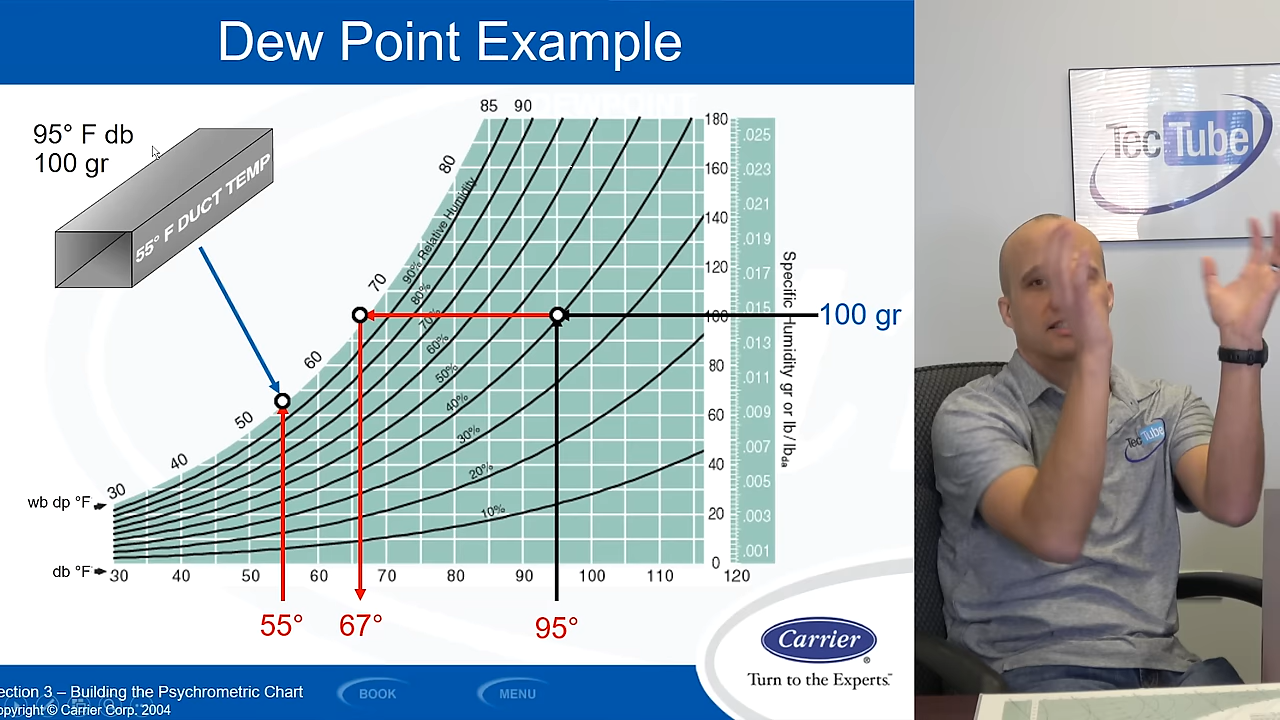 Dew Point Example
95° F db
100 gr
55° F DUCT TEMP
85 90
80
70
60
50
40
30
90% Relative Humidity
80%
70%
60%
50%
40%
30%
20%
10%
180
160
140
120
100
80
60
40
20
0
.025
.023
.021
.019
.017
.015
.013
.011
.009
.007
.005
.003
.001
Specific Humidity gr or lb / lbda
100 gr
wb dp °F
db °F
30 40 50 60 70 80 90 100 110 120
55° 67° 95°
Carrier
®
Turn to the Experts.
ection 3 – Building the Psychrometric Chart
opyright © Carrier Corp. 2004
BOOK
MENU
TecTube
TecTube